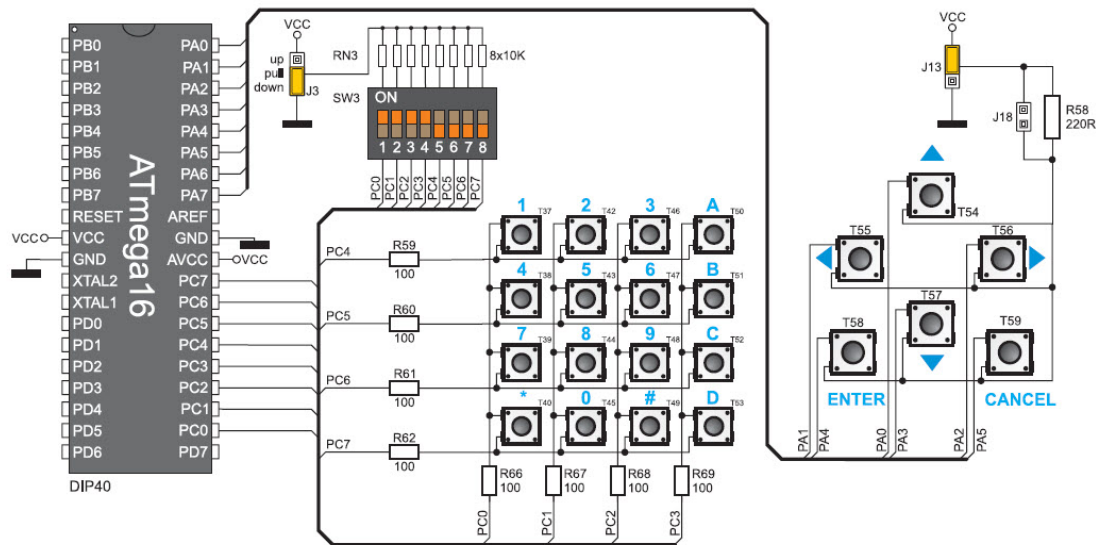 PB0 PA0
PB1 PA1
PB2 PA2
PB3 PA3
PB4 PA4
PB5 PA5
PB6 PA6
PB7 PA7
RESET AREF
VCC VCC GND
GND AVCC VCC
XTAL2 PC7
XTAL1 PC6
PD0 PC5
PD1 PC4
PD2 PC3
PD3 PC2
PD4 PC1
PD5 PC0
PD6 PD7
ATmega16
DIP40
VCC
up
pull
down
J3
RN3
8x10K
SW3
ON
1 2 3 4 5 6 7 8
PC0 PC1 PC2 PC3 PC4 PC5 PC6 PC7
1 T37 2 T42 3 T46 A T50
PC4 R59 100
4 T38 5 T43 6 T47 B T51
PC5 R60 100
7 T39 8 T44 9 T48 C T52
PC6 R61 100
* T40 0 T45 # T49 D T53
PC7 R62 100
R66 100 R67 100 R68 100 R69 100
PC0 PC1 PC2 PC3
VCC
J13
J18
R58
220R
T54
T55
T56
T57
T58
T59
ENTER
CANCEL
PA1 PA4 PA0 PA3 PA2 PA5